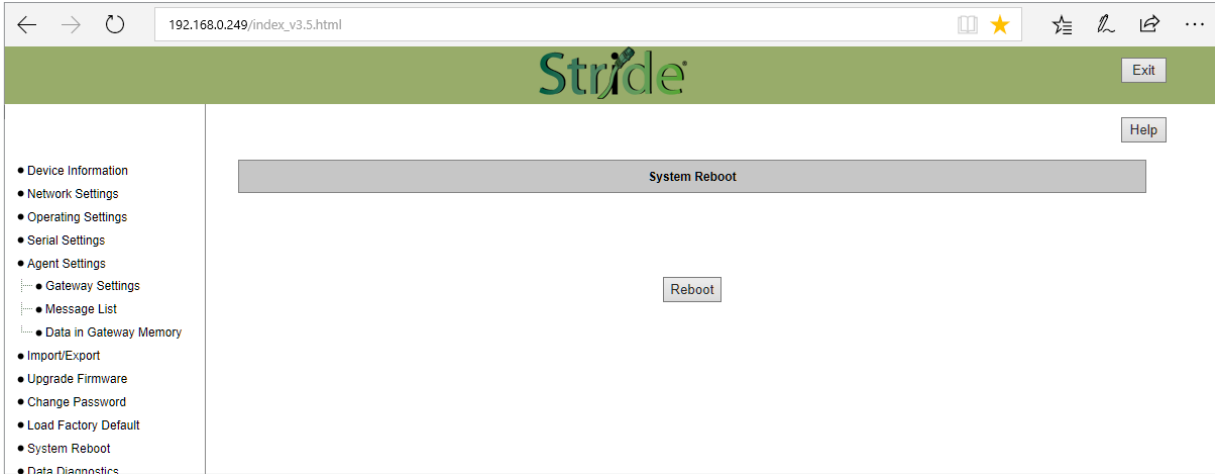 192.168.0.249/index_v3.5.html
Stride
Exit
Help
System Reboot
Reboot
Device Information
Network Settings
Operating Settings
Serial Settings
Agent Settings
Gateway Settings
Message List
Data in Gateway Memory
Import/Export
Upgrade Firmware
Change Password
Load Factory Default
System Reboot
Data Diagnostics